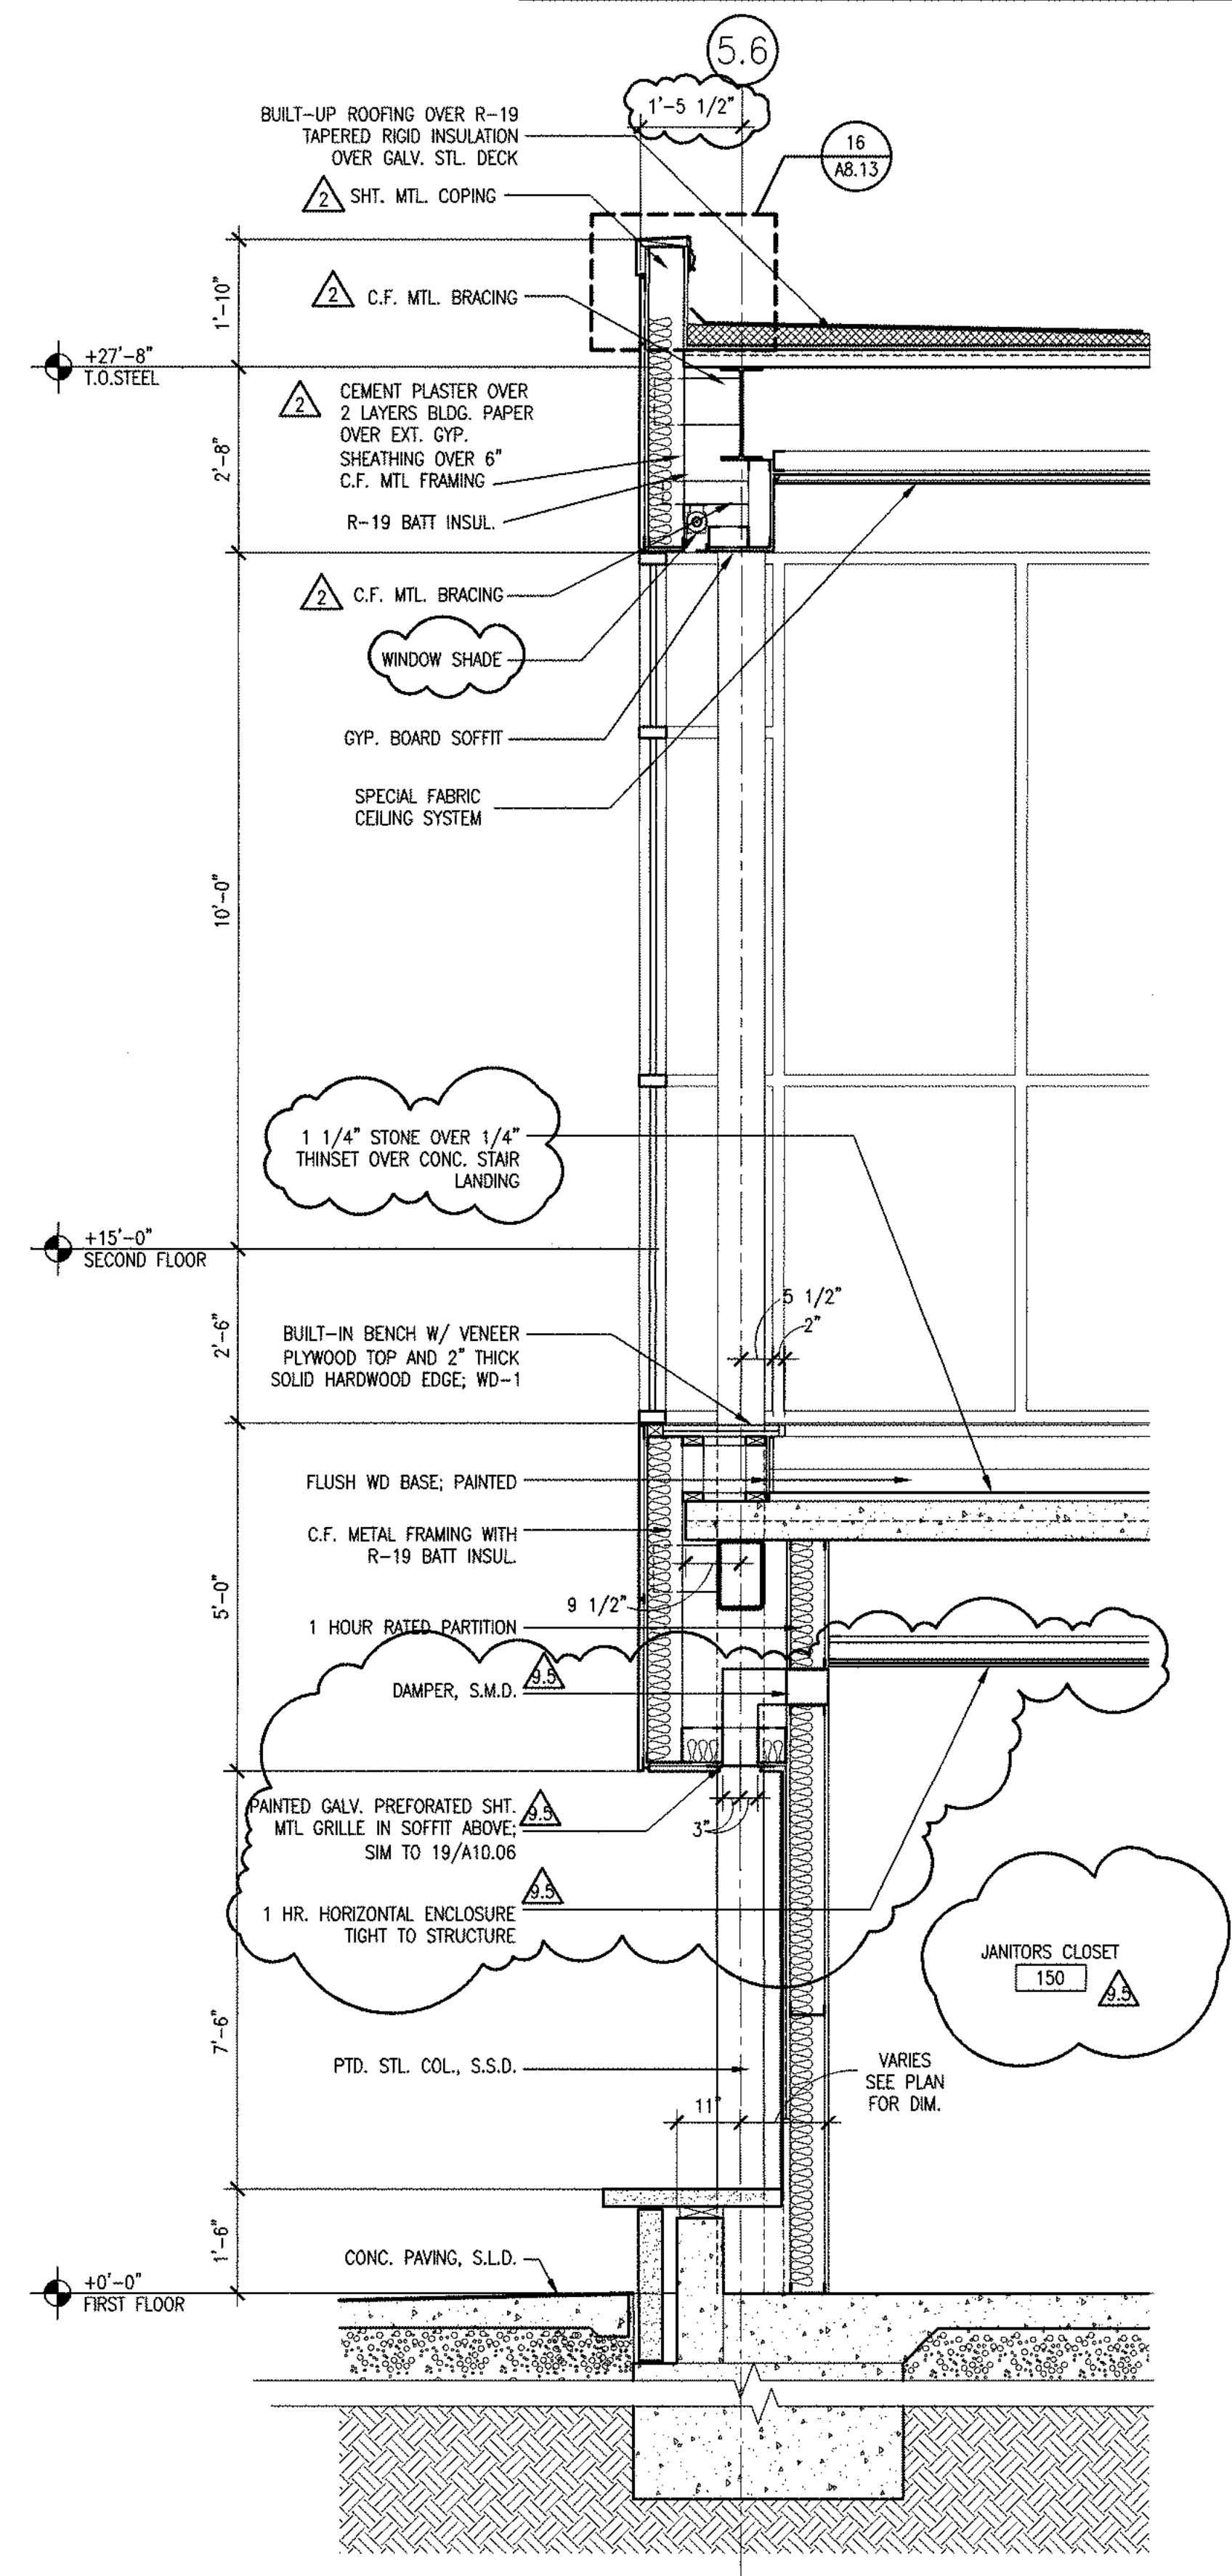 5.6
1'-5 1/2"
BUILT-UP ROOFING OVER R-19
TAPERED RIGID INSULATION
OVER GALV. STL. DECK
16
A8.13
2 SHT. MTL. COPING
1'-10"
2 C.F. MTL. BRACING
+27'-8"
T.O.STEEL
2 CEMENT PLASTER OVER
2 LAYERS BLDG. PAPER
OVER EXT. GYP.
SHEATHING OVER 6"
C.F. MTL FRAMING
2'-8"
R-19 BATT INSUL.
2 C.F. MTL. BRACING
WINDOW SHADE
GYP. BOARD SOFFIT
SPECIAL FABRIC
CEILING SYSTEM
10'-0"
1 1/4" STONE OVER 1/4"
THINSET OVER CONC. STAIR
LANDING
+15'-0"
SECOND FLOOR
5 1/2"
2"
2'-6"
BUILT-IN BENCH W/ VENEER
PLYWOOD TOP AND 2" THICK
SOLID HARDWOOD EDGE; WD-1
FLUSH WD BASE; PAINTED
C.F. METAL FRAMING WITH
R-19 BATT INSUL.
5'-0"
9 1/2"
1 HOUR RATED PARTITION
DAMPER, S.M.D. 9.5
PAINTED GALV. PREFORATED SHT. 9.5
MTL GRILLE IN SOFFIT ABOVE;
SIM TO 19/A10.06
3"
9.5
1 HR. HORIZONTAL ENCLOSURE
TIGHT TO STRUCTURE
JANITORS CLOSET
150 9.5
7'-6"
PTD. STL. COL., S.S.D.
VARIES
SEE PLAN
FOR DIM.
11"
1'-6"
CONC. PAVING, S.L.D.
+0'-0"
FIRST FLOOR